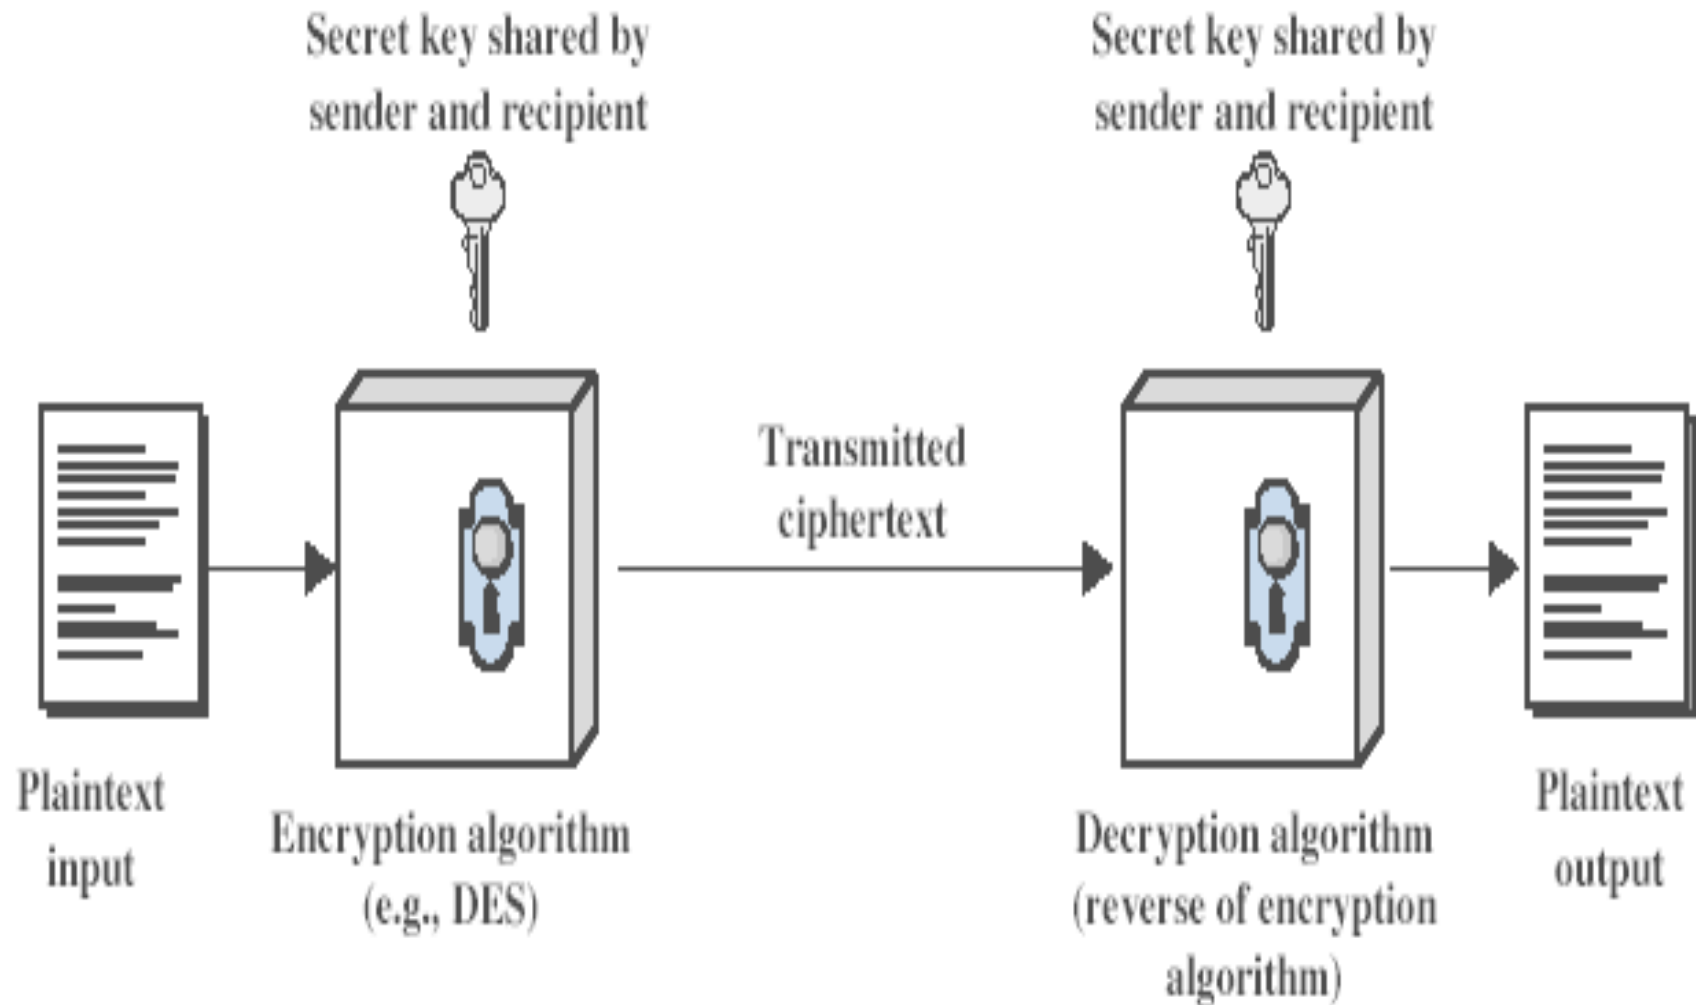 Secret key shared by
sender and recipient
Secret key shared by
sender and recipient
Transmitted
ciphertext
Plaintext
input
Encryption algorithm
(e.g., DES)
Decryption algorithm
(reverse of encryption
algorithm)
Plaintext
output